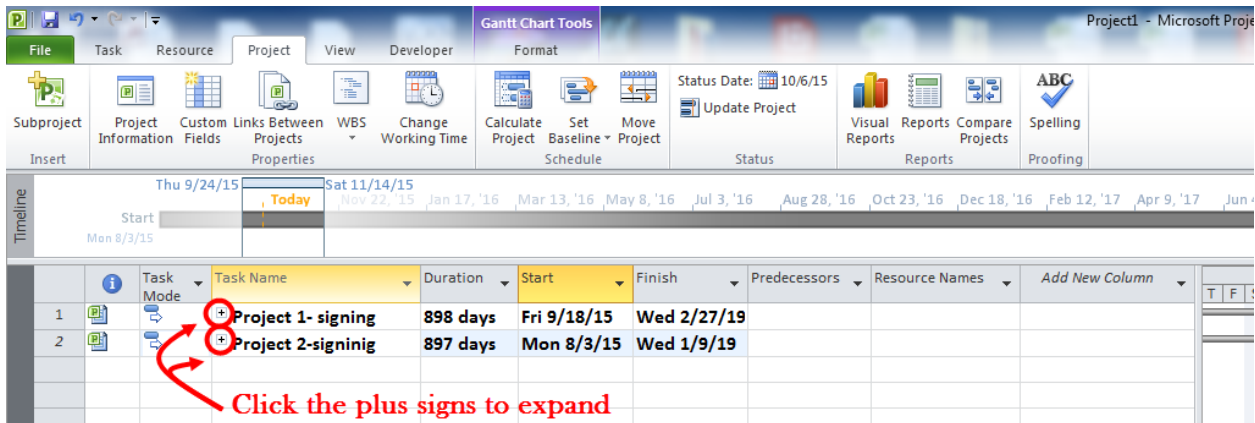 Gantt Chart Tools
Project1 - Microsoft Proje
File Task Resource Project View Developer Format
Subproject
Project Information
Custom Fields
Links Between Projects
WBS
Change Working Time
Calculate Project
Set Baseline
Move Project
Status Date: 10/6/15
Update Project
Visual Reports
Reports
Compare Projects
ABC
Spelling
Insert Properties Schedule Status Reports Proofing
Timeline
Thu 9/24/15 Sat 11/14/15
Today Nov 22, '15 Jan 17, '16 Mar 13, '16 May 8, '16 Jul 3, '16 Aug 28, '16 Oct 23, '16 Dec 18, '16 Feb 12, '17 Apr 9, '17 Jun 4
Start
Mon 8/3/15
Task Mode Task Name Duration Start Finish Predecessors Resource Names Add New Column
T F S
1 Project 1- signing 898 days Fri 9/18/15 Wed 2/27/19
2 Project 2-signinig 897 days Mon 8/3/15 Wed 1/9/19
Click the plus signs to expand